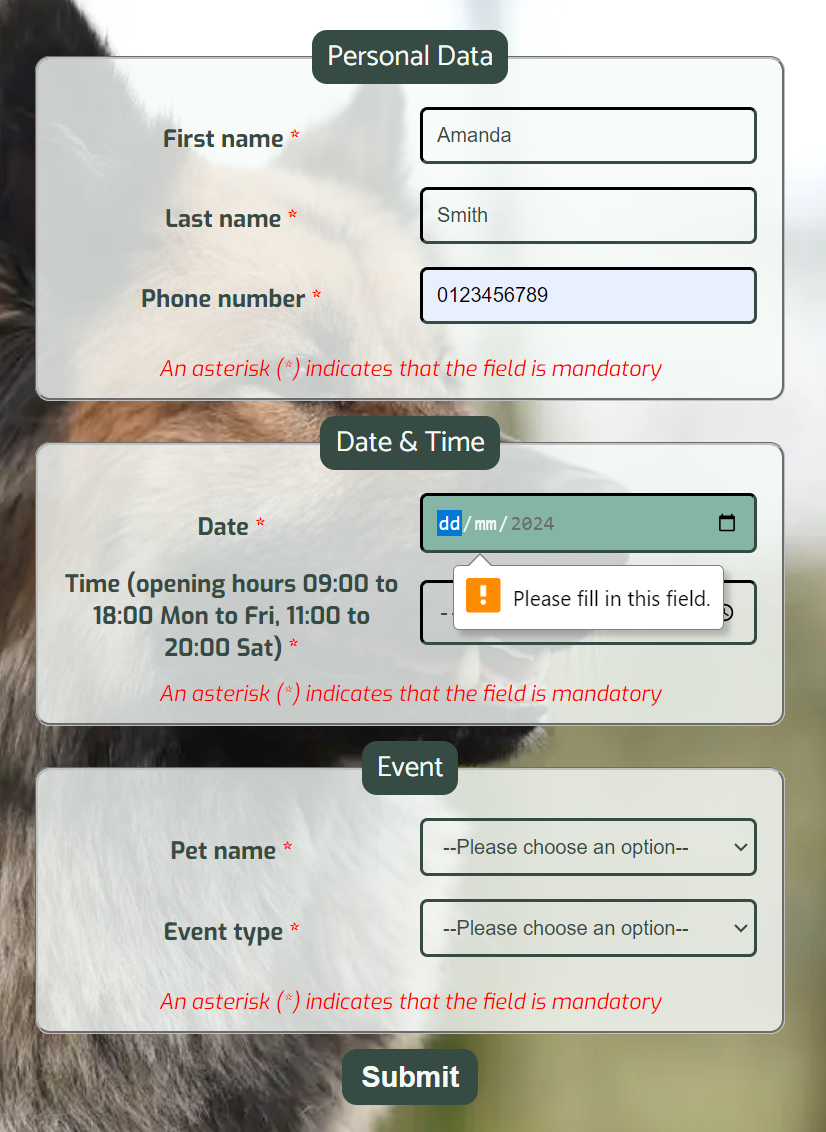 Personal Data
First name *
Amanda
Last name *
Smith
Phone number *
0123456789
An asterisk (*) indicates that the field is mandatory
Date & Time
Date *
dd/mm/2024
Please fill in this field.
Time (opening hours 09:00 to
18:00 Mon to Fri, 11:00 to
20:00 Sat) *
An asterisk (*) indicates that the field is mandatory
Event
Pet name *
--Please choose an option--
Event type *
--Please choose an option--
An asterisk (*) indicates that the field is mandatory
Submit